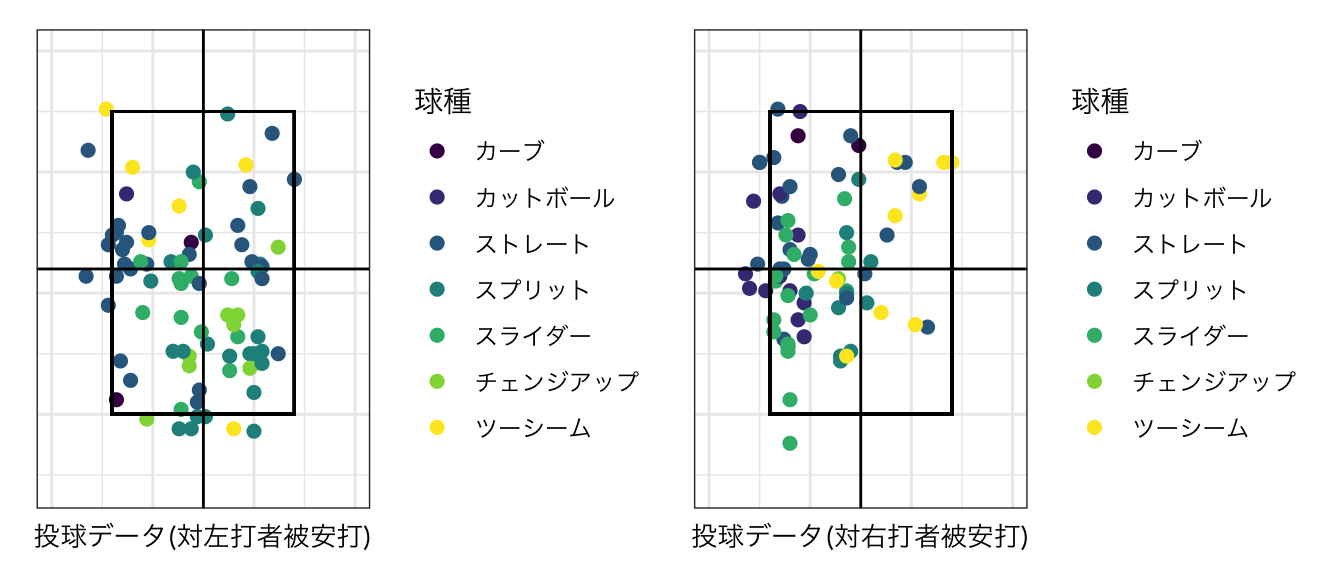 球種
カーブ
カットボール
ストレート
スプリット
スライダー
チェンジアップ
ツーシーム
投球データ(対左打者被安打)
球種
カーブ
カットボール
ストレート
スプリット
スライダー
チェンジアップ
ツーシーム
投球データ(対右打者被安打)